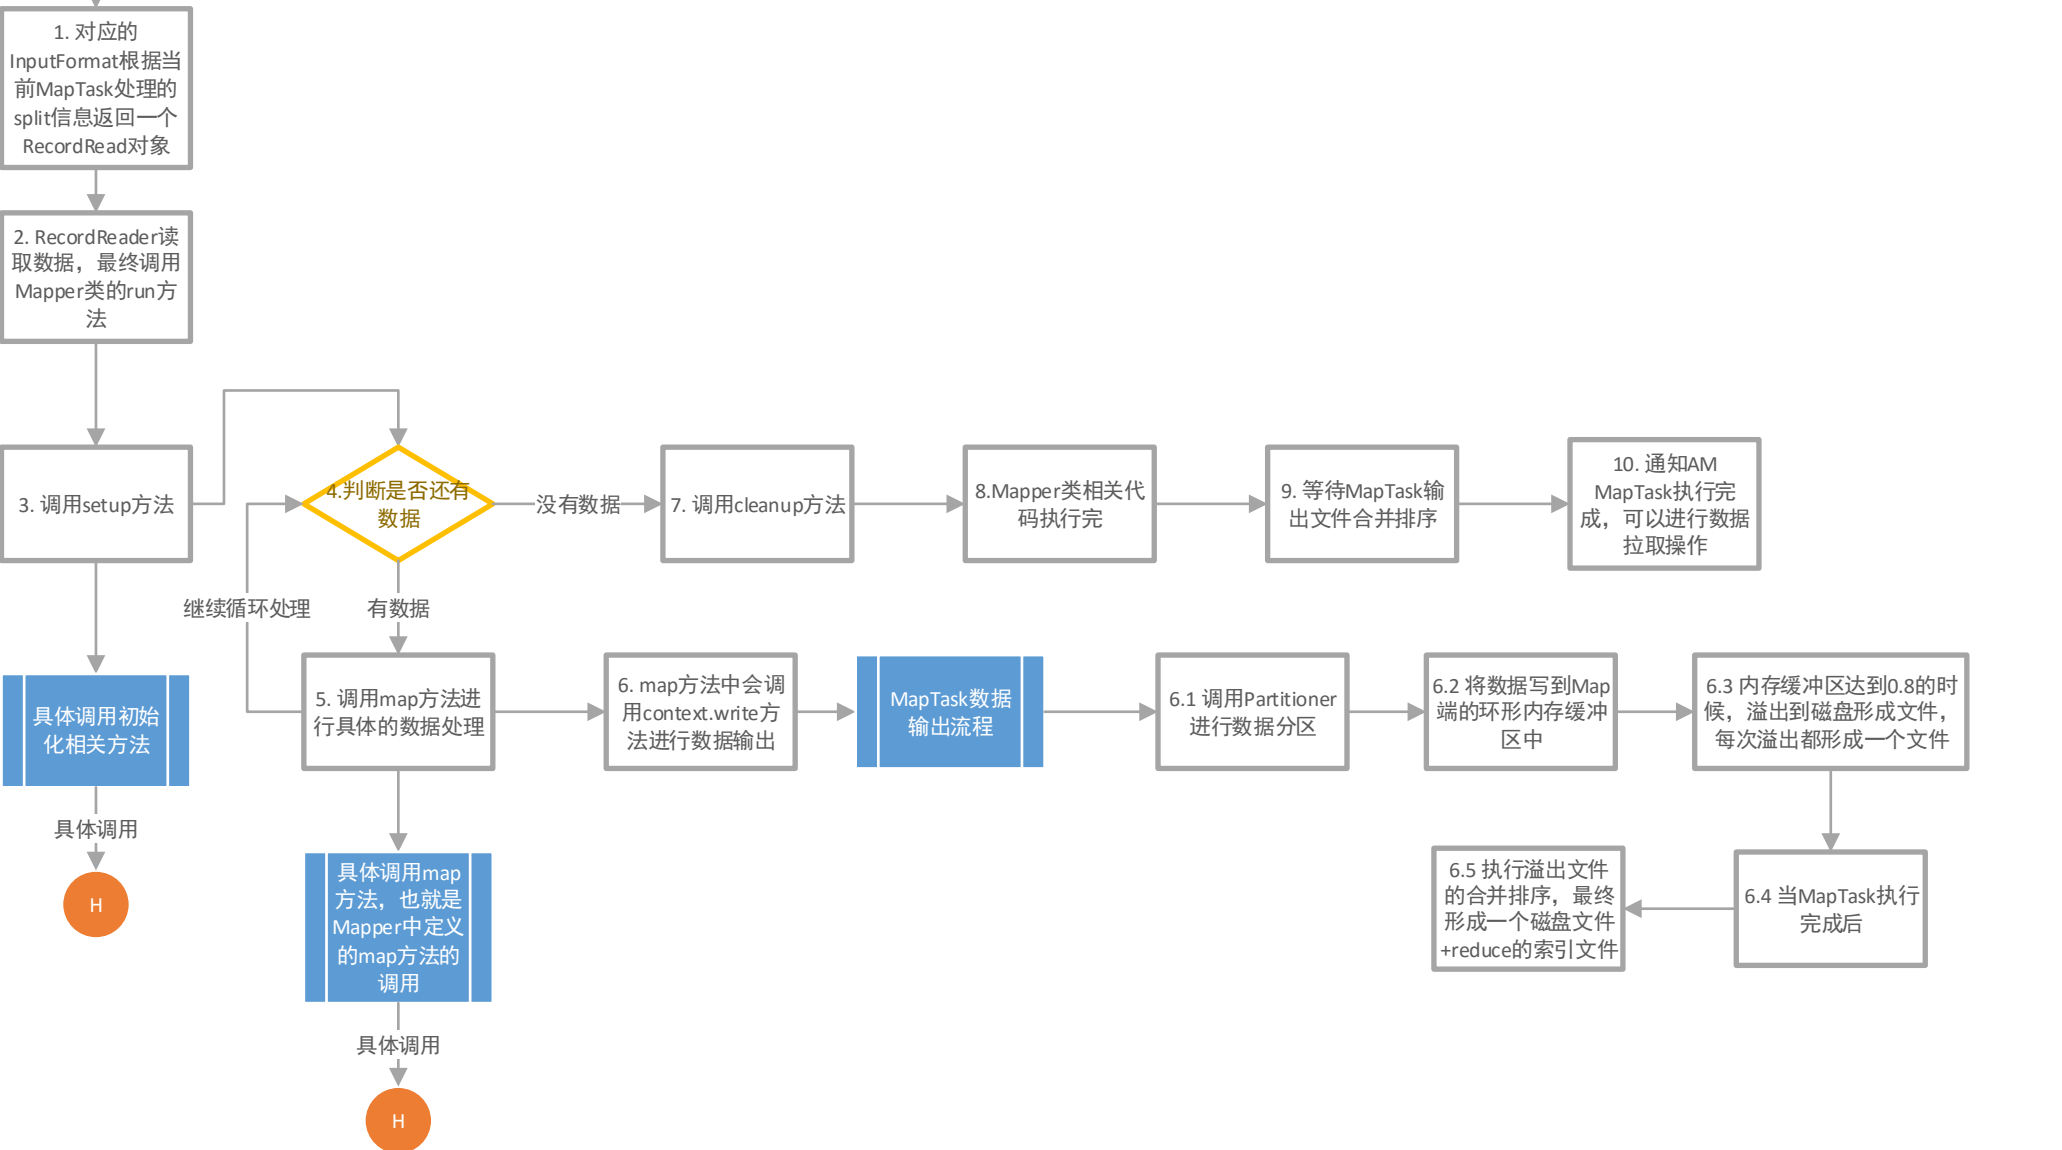 1. 对应的
InputFormat根据当
前MapTask处理的
split信息返回一个
RecordRead对象
2. RecordReader读
取数据，最终调用
Mapper类的run方
法
3. 调用setup方法
4.判断是否还有
数据
没有数据
7. 调用cleanup方法
8.Mapper类相关代
码执行完
9. 等待MapTask输
出文件合并排序
10. 通知AM
MapTask执行完
成，可以进行数据
拉取操作
继续循环处理
有数据
具体调用初始
化相关方法
5. 调用map方法进
行具体的数据处理
6. map方法中会调
用context.write方
法进行数据输出
MapTask数据
输出流程
6.1 调用Partitioner
进行数据分区
6.2 将数据写到Map
端的环形内存缓冲
区中
6.3 内存缓冲区达到0.8的时
候，溢出到磁盘形成文件，
每次溢出都形成一个文件
具体调用
H
具体调用map
方法，也就是
Mapper中定义
的map方法的
调用
6.5 执行溢出文件
的合并排序，最终
形成一个磁盘文件
+reduce的索引文件
6.4 当MapTask执行
完成后
具体调用
H